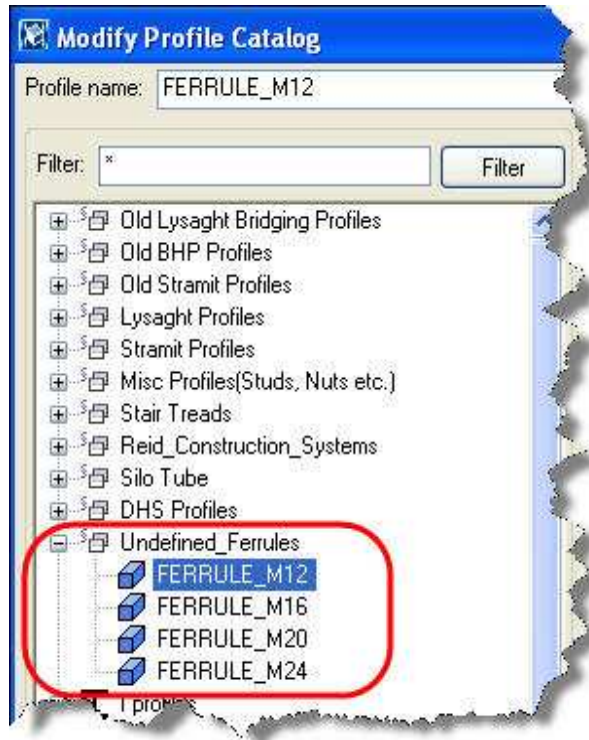 Modify Profile Catalog
Profile name: FERRULE_M12
Filter: * Filter
Old Lysaght Bridging Profiles
Old BHP Profiles
Old Stramit Profiles
Lysaght Profiles
Stramit Profiles
Misc Profiles(Studs, Nuts etc.)
Stair Treads
Reid_Construction_Systems
Silo Tube
DHS Profiles
Undefined_Ferrules
FERRULE_M12
FERRULE_M16
FERRULE_M20
FERRULE_M24